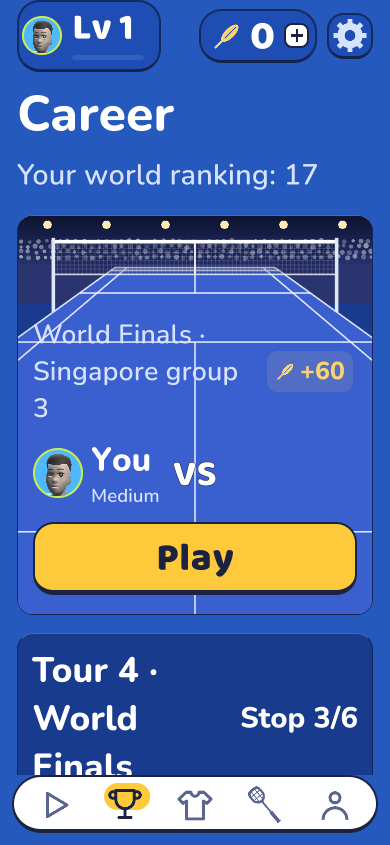 Lv 1
0
Career
Your world ranking: 17
World Finals ·
Singapore group
3
+60
You
Medium
VS
Play
Tour 4 ·
World
Finals
Stop 3/6